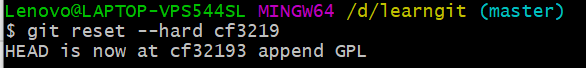 Lenovo@LAPTOP-VPS544SL MINGW64 /d/learngit (master)
$ git reset --hard cf3219
HEAD is now at cf32193 append GPL